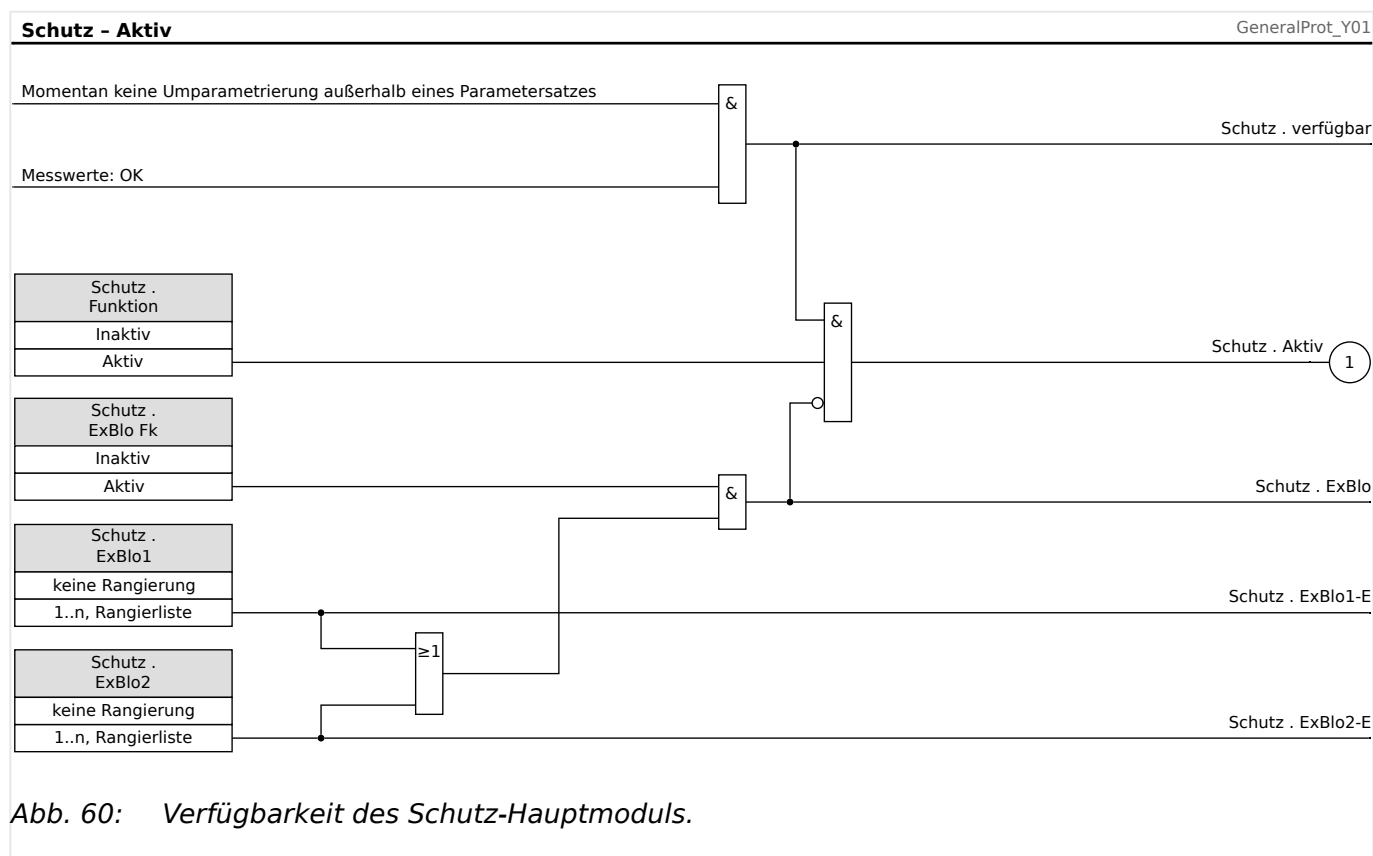 Schutz – Aktiv
GeneralProt_Y01
Momentan keine Umparametrierung außerhalb eines Parametersatzes
&
Schutz . verfügbar
Messwerte: OK
Schutz .
Funktion
Inaktiv
Aktiv
&
Schutz . Aktiv
1
Schutz .
ExBlo Fk
Inaktiv
Aktiv
&
Schutz . ExBlo
Schutz .
ExBlo1
keine Rangierung
1..n, Rangierliste
Schutz . ExBlo1-E
≥1
Schutz .
ExBlo2
keine Rangierung
1..n, Rangierliste
Schutz . ExBlo2-E
Abb. 60: Verfügbarkeit des Schutz-Hauptmoduls.